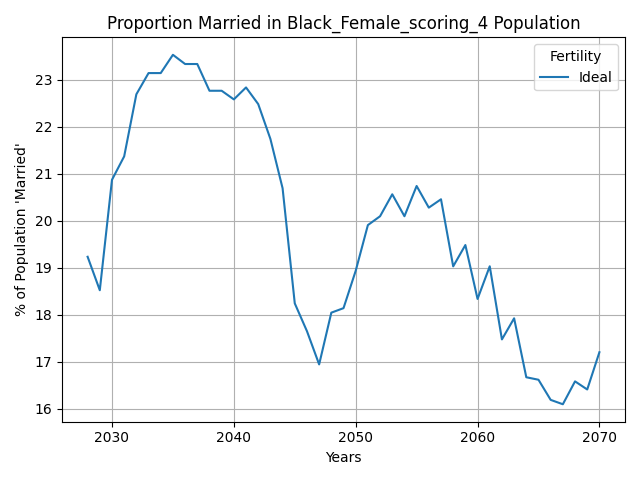 Proportion Married in Black_Female_scoring_4 Population
Fertility
Ideal
% of Population 'Married'
23
22
21
20
19
18
17
16
2030 2040 2050 2060 2070
Years